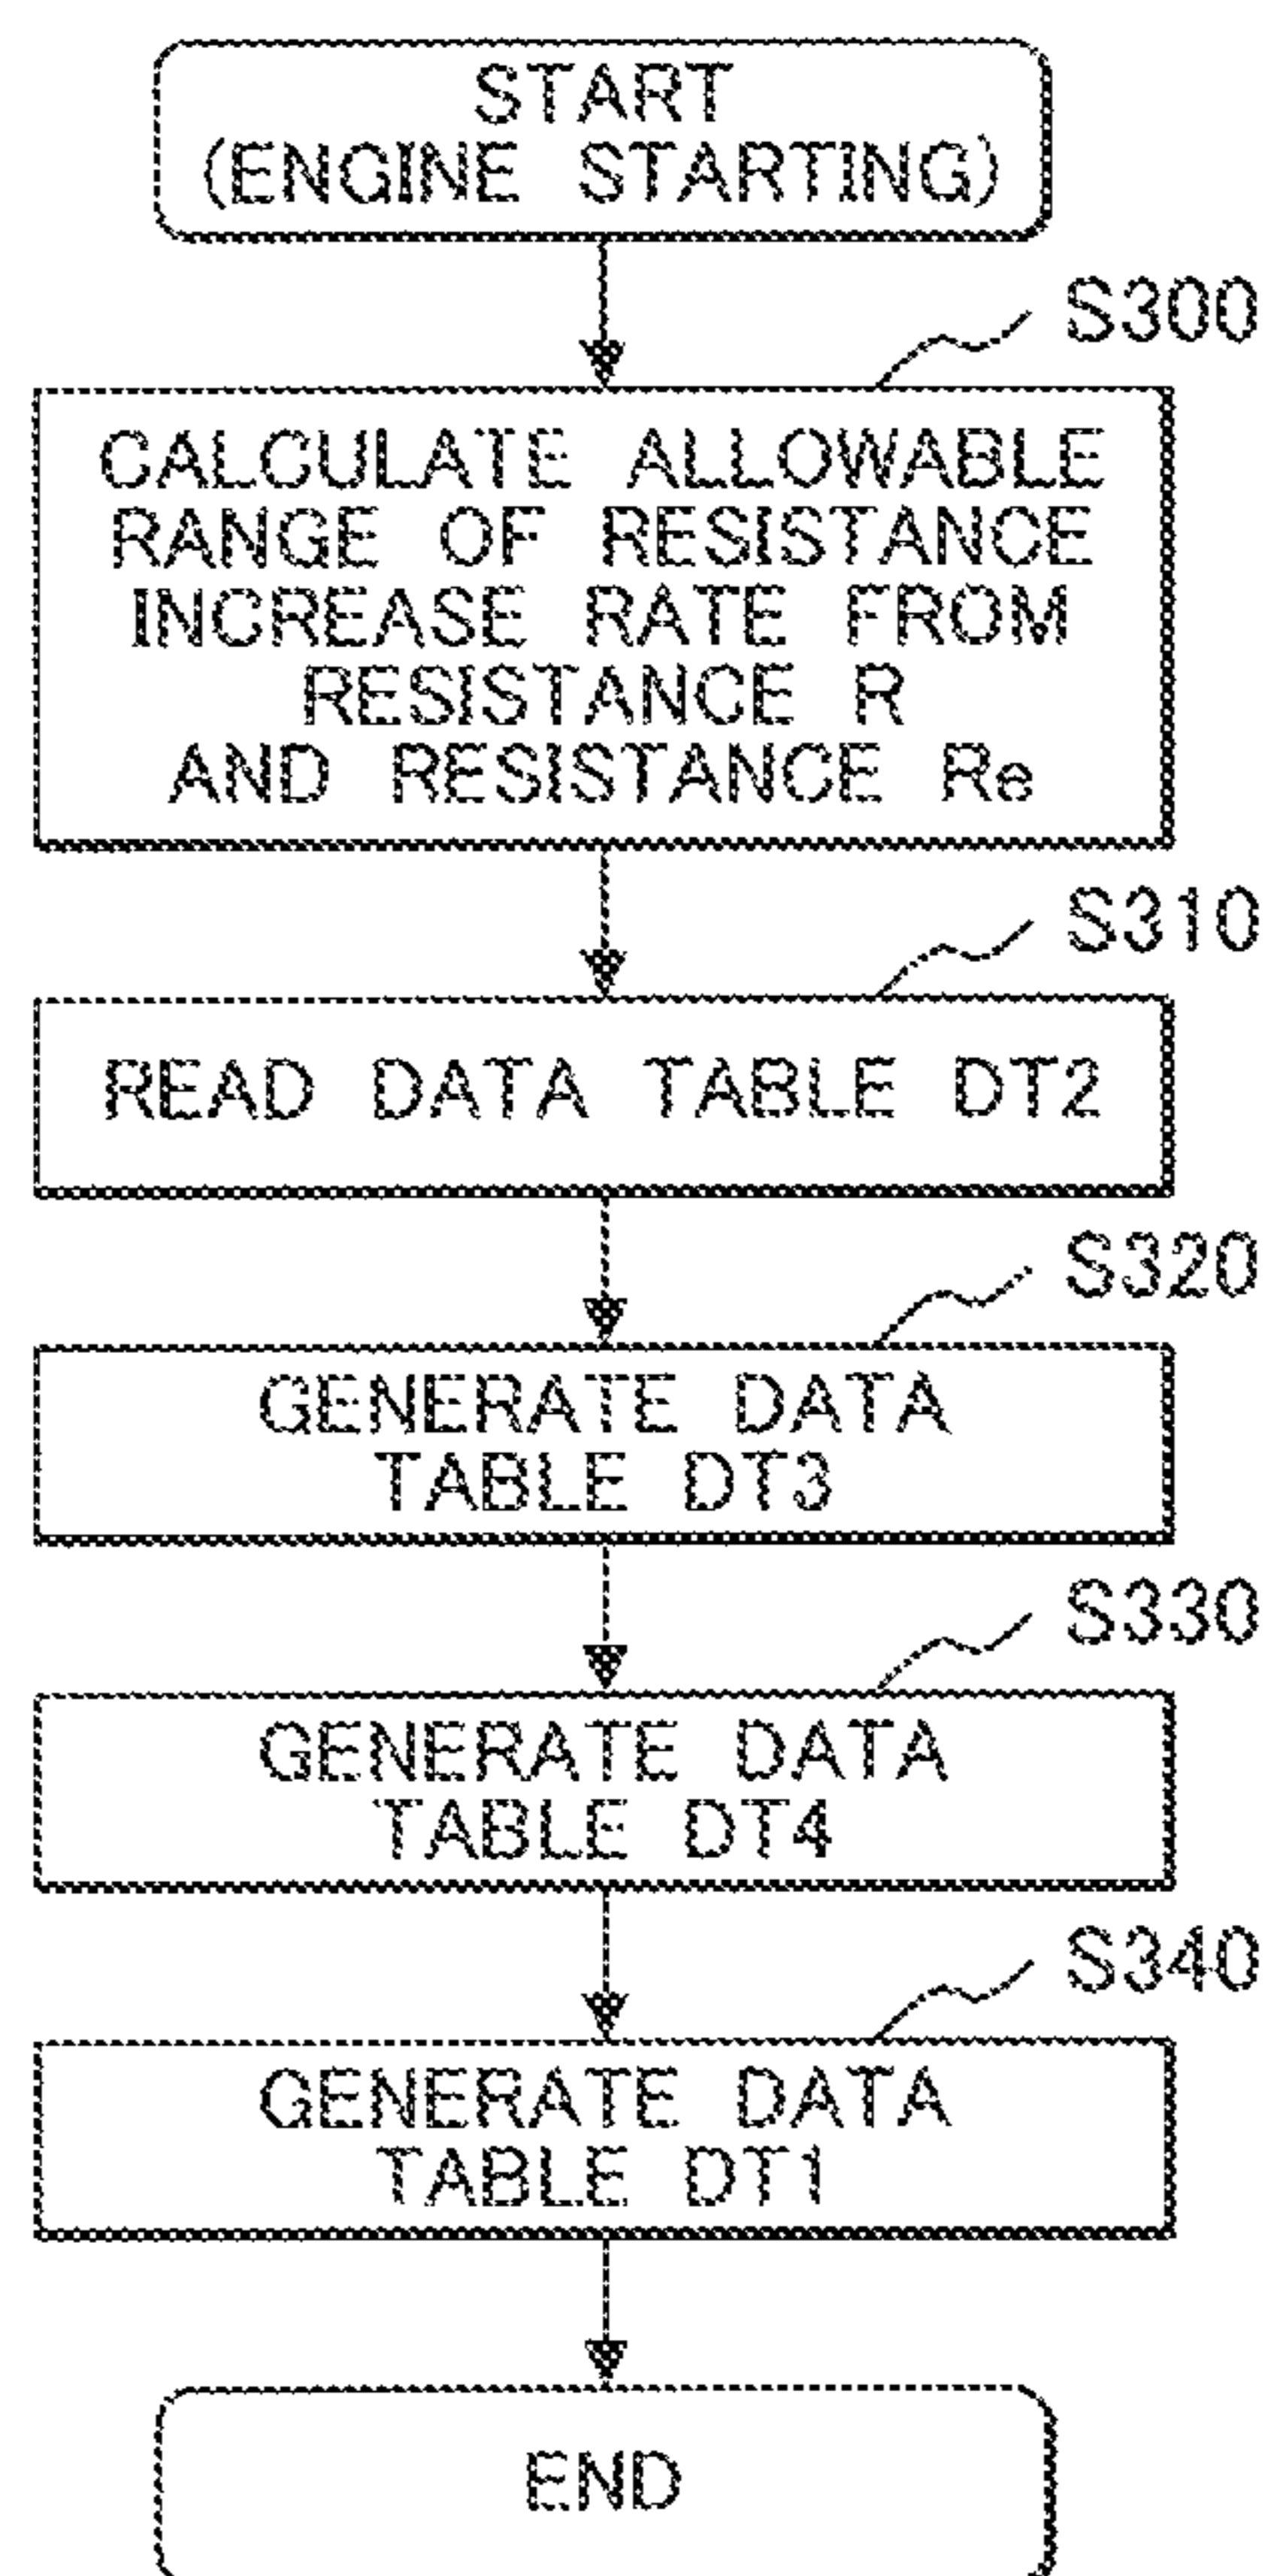 START
(ENGINE STARTING)
S300
CALCULATE ALLOWABLE
RANGE OF RESISTANCE
INCREASE RATE FROM
RESISTANCE R
AND RESISTANCE Re
S310
READ DATA TABLE DT2
S320
GENERATE DATA
TABLE DT3
S330
GENERATE DATA
TABLE DT4
S340
GENERATE DATA
TABLE DT1
END